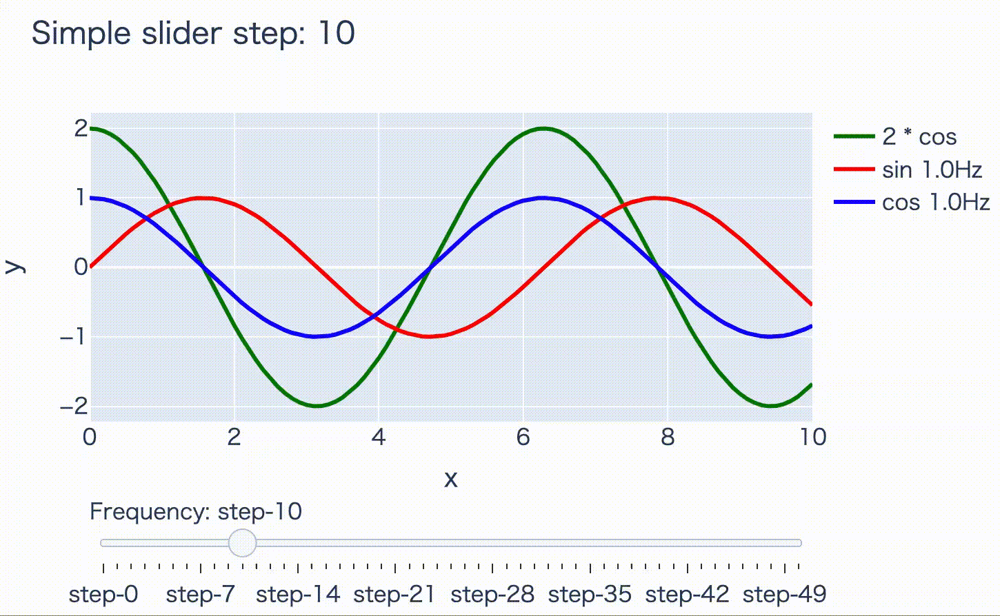 Simple slider step: 10
2 * cos
sin 1.0Hz
cos 1.0Hz
2
1
0
−1
−2
y
0 2 4 6 8 10
x
Frequency: step-10
step-0 step-7 step-14 step-21 step-28 step-35 step-42 step-49